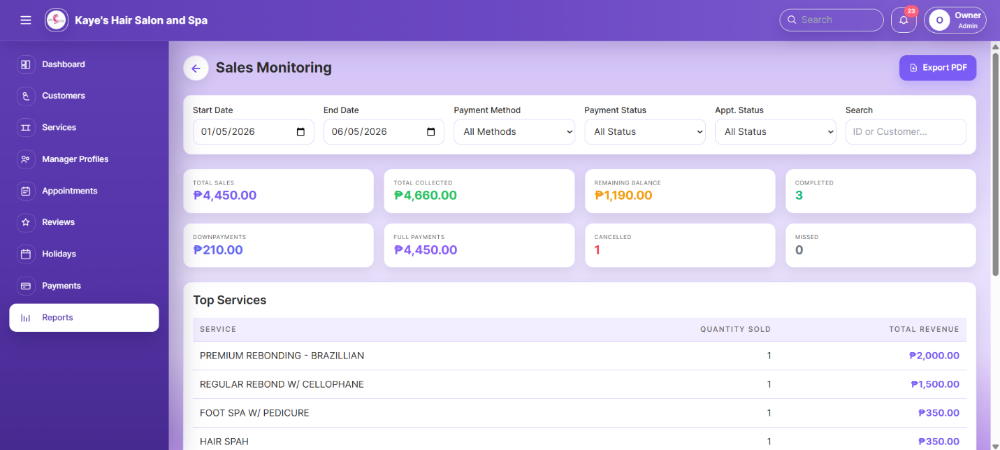 Kaye's Hair Salon and Spa
Search
23
O
Owner
Admin
Dashboard
Customers
Services
Manager Profiles
Appointments
Reviews
Holidays
Payments
Reports
Sales Monitoring
Export PDF
Start Date
End Date
Payment Method
Payment Status
Appt. Status
Search
01/05/2026
06/05/2026
All Methods
All Status
All Status
ID or Customer...
TOTAL SALES
₱4,450.00
TOTAL COLLECTED
₱4,660.00
REMAINING BALANCE
₱1,190.00
COMPLETED
3
DOWNPAYMENTS
₱210.00
FULL PAYMENTS
₱4,450.00
CANCELLED
1
MISSED
0
Top Services
SERVICE QUANTITY SOLD TOTAL REVENUE
PREMIUM REBONDING - BRAZILLIAN 1 ₱2,000.00
REGULAR REBOND W/ CELLOPHANE 1 ₱1,500.00
FOOT SPA W/ PEDICURE 1 ₱350.00
HAIR SPAH 1 ₱350.00